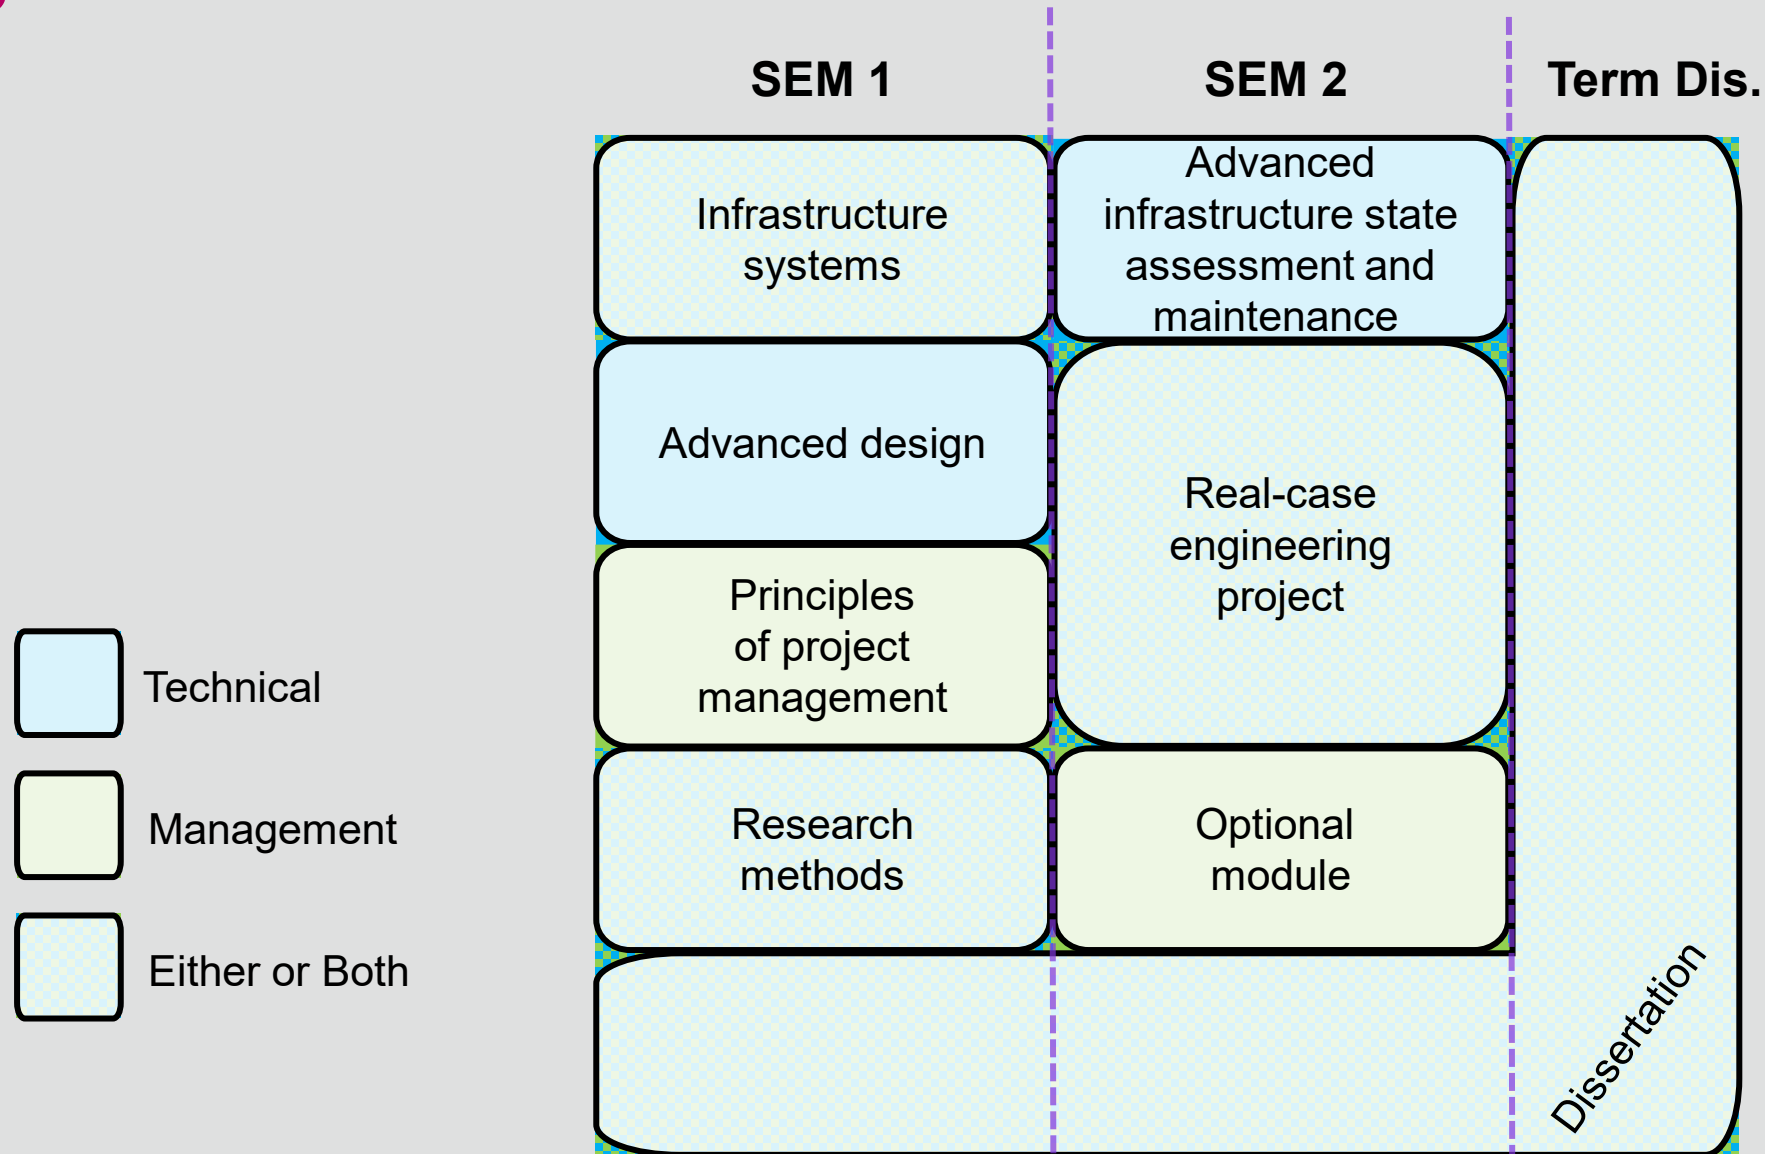 SEM 1
SEM 2
Term Dis.
Infrastructure
systems
Advanced
infrastructure state
assessment and
maintenance
Advanced design
Real-case
engineering
project
Principles
of project
management
Research
methods
Optional
module
Dissertation
Technical
Management
Either or Both